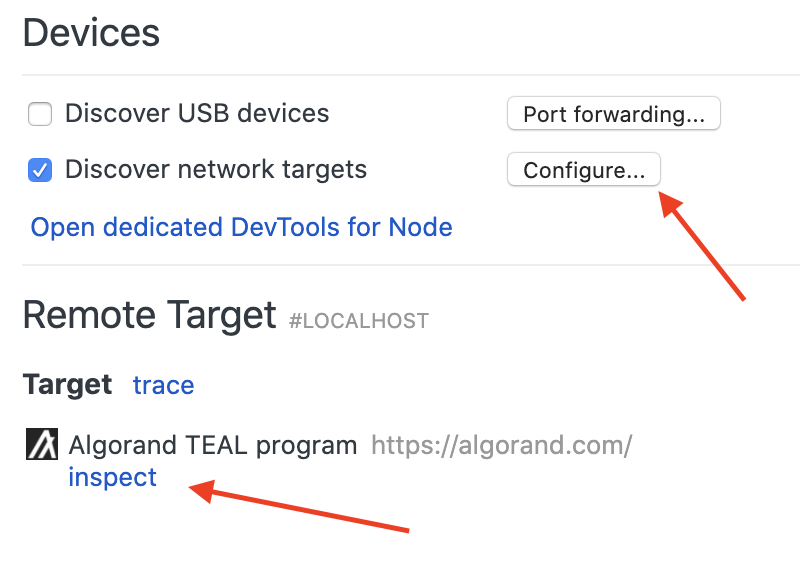 Devices
Discover USB devices Port forwarding...
Discover network targets Configure...
Open dedicated DevTools for Node
Remote Target #LOCALHOST
Target trace
Algorand TEAL program https://algorand.com/
inspect